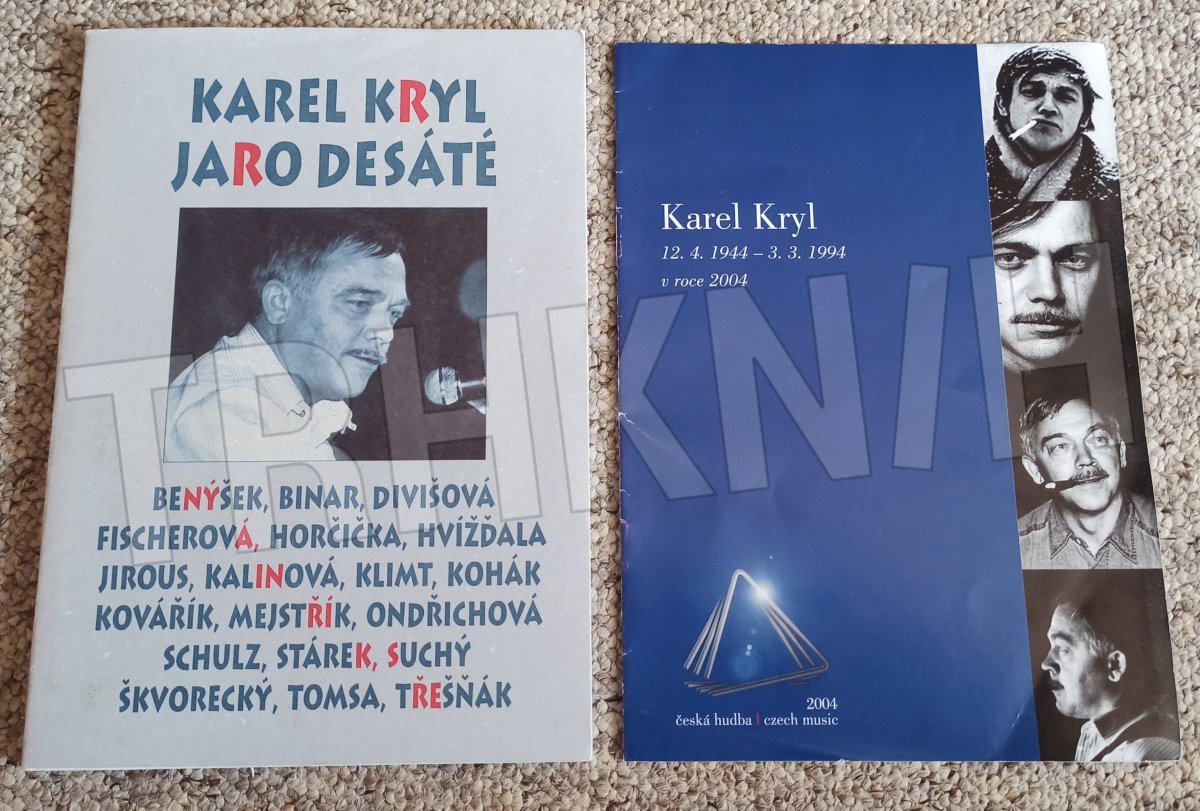 KAREL KRYL
JARO DESÁTÉ
BENÝŠEK, BINAR, DIVIŠOVÁ
FISCHEROVÁ, HORČIČKA, HVÍŽĎALA
JIROUS, KALINOVÁ, KLIMT, KOHÁK
KOVÁŘÍK, MEJSTŘÍK, ONDŘICHOVÁ
SCHULZ, STÁREK, SUCHÝ
ŠKVORECKÝ, TOMSA, TŘEŠŇÁK
Karel Kryl
12. 4. 1944 – 3. 3. 1994
v roce 2004
2004
česká hudba | czech music
TRHKNIH